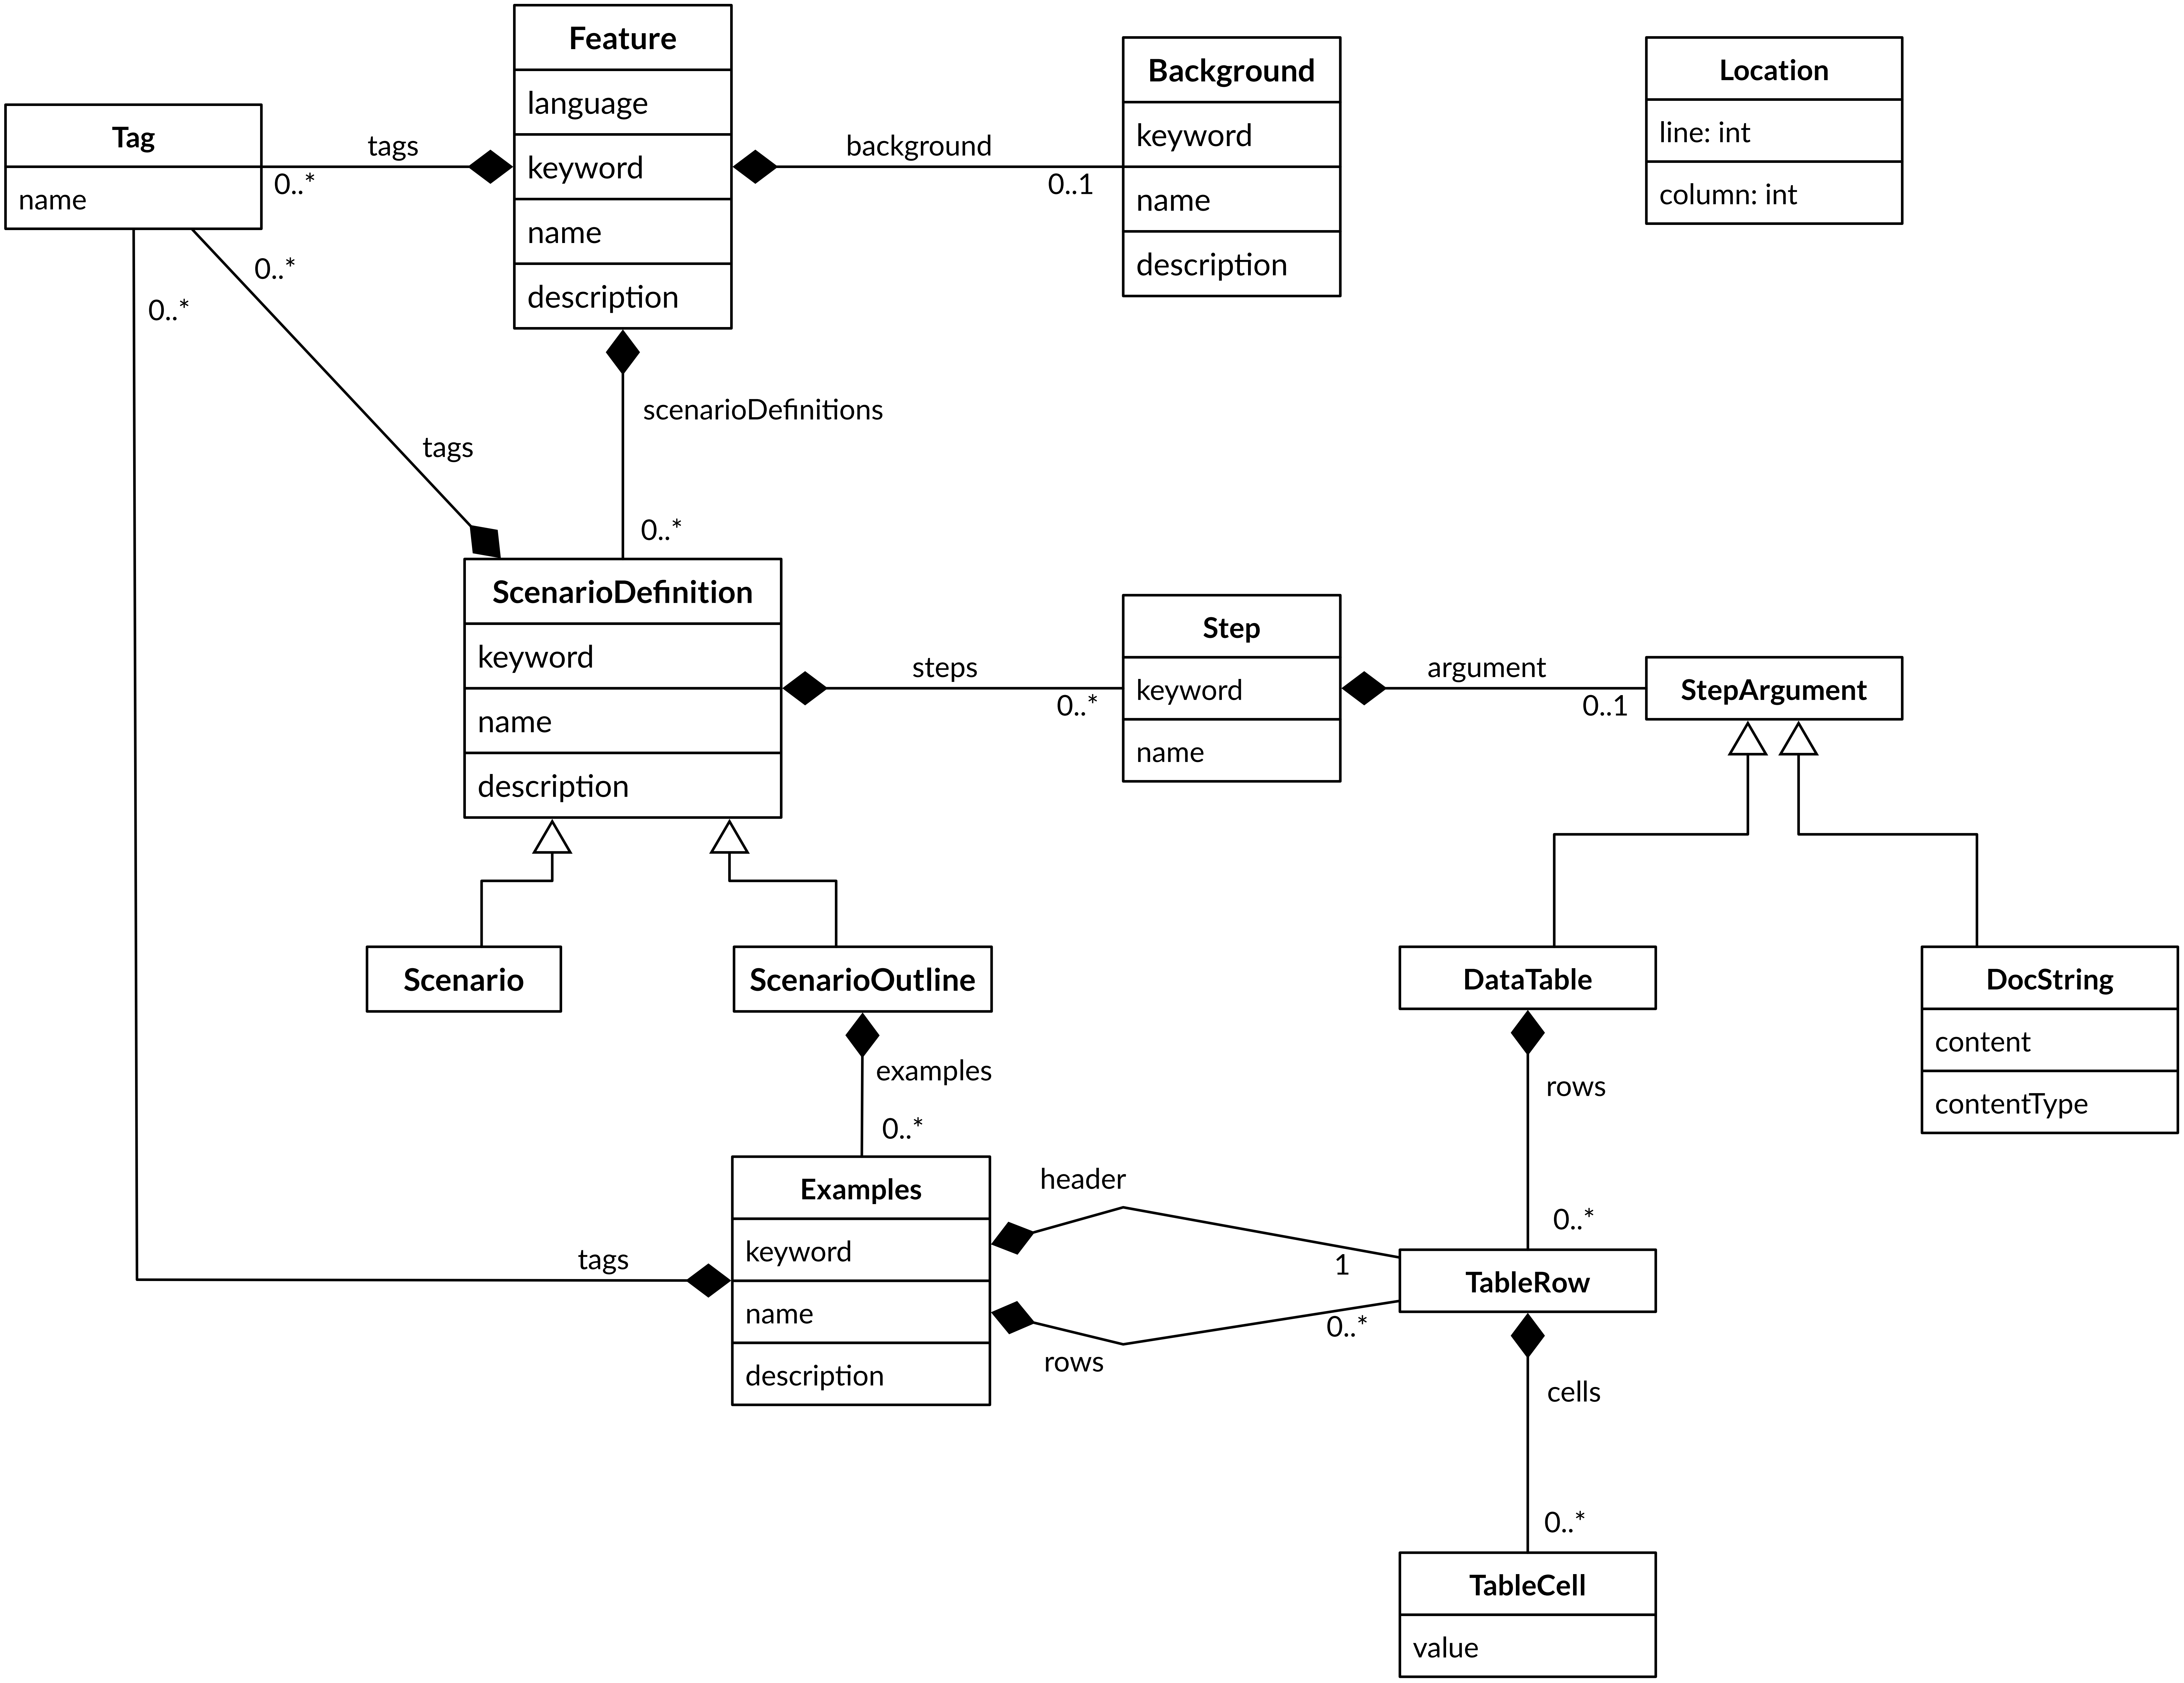 Feature
language
keyword
name
description
Background
keyword
name
description
Location
line: int
column: int
Tag
name
tags
0..*
background
0..1
0..*
0..*
tags
scenarioDefinitions
0..*
ScenarioDefinition
keyword
name
description
steps
0..*
Step
keyword
name
argument
0..1
StepArgument
Scenario
ScenarioOutline
DataTable
DocString
content
contentType
examples
0..*
rows
0..*
Examples
keyword
name
description
tags
header
1
rows
0..*
TableRow
cells
0..*
TableCell
value